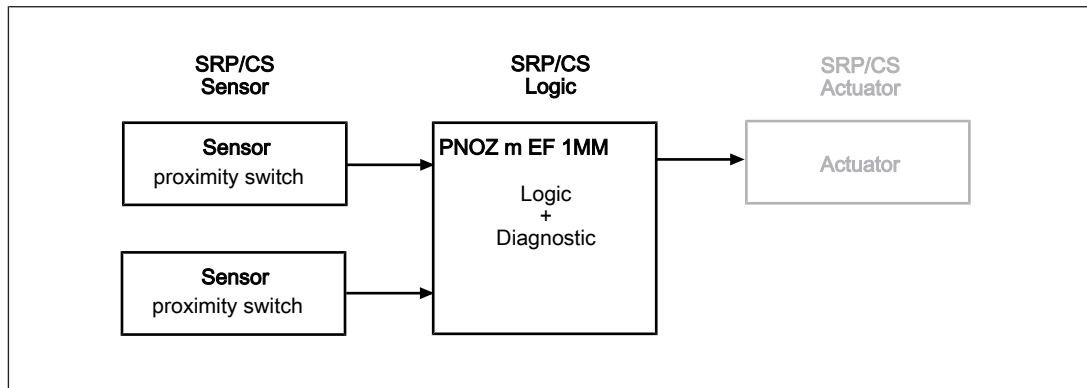 SRP/CS
Sensor
SRP/CS
Logic
SRP/CS
Actuator
Sensor
proximity switch
PNOZ m EF 1MM
Logic
+
Diagnostic
Actuator
Sensor
proximity switch